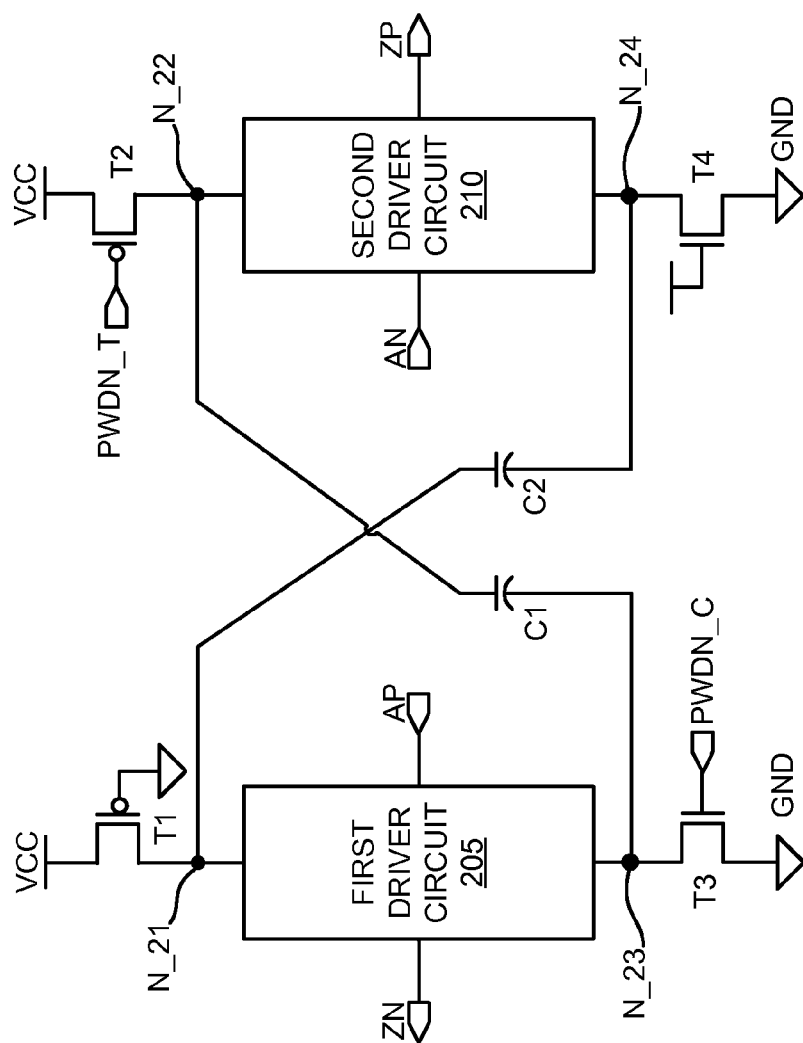 VCC
T1
N_21
FIRST
DRIVER
CIRCUIT
205
ZN
AP
N_23
T3
PWDN_C
GND
C1
C2
VCC
T2
PWDN_T
N_22
SECOND
DRIVER
CIRCUIT
210
AN
ZP
N_24
T4
GND